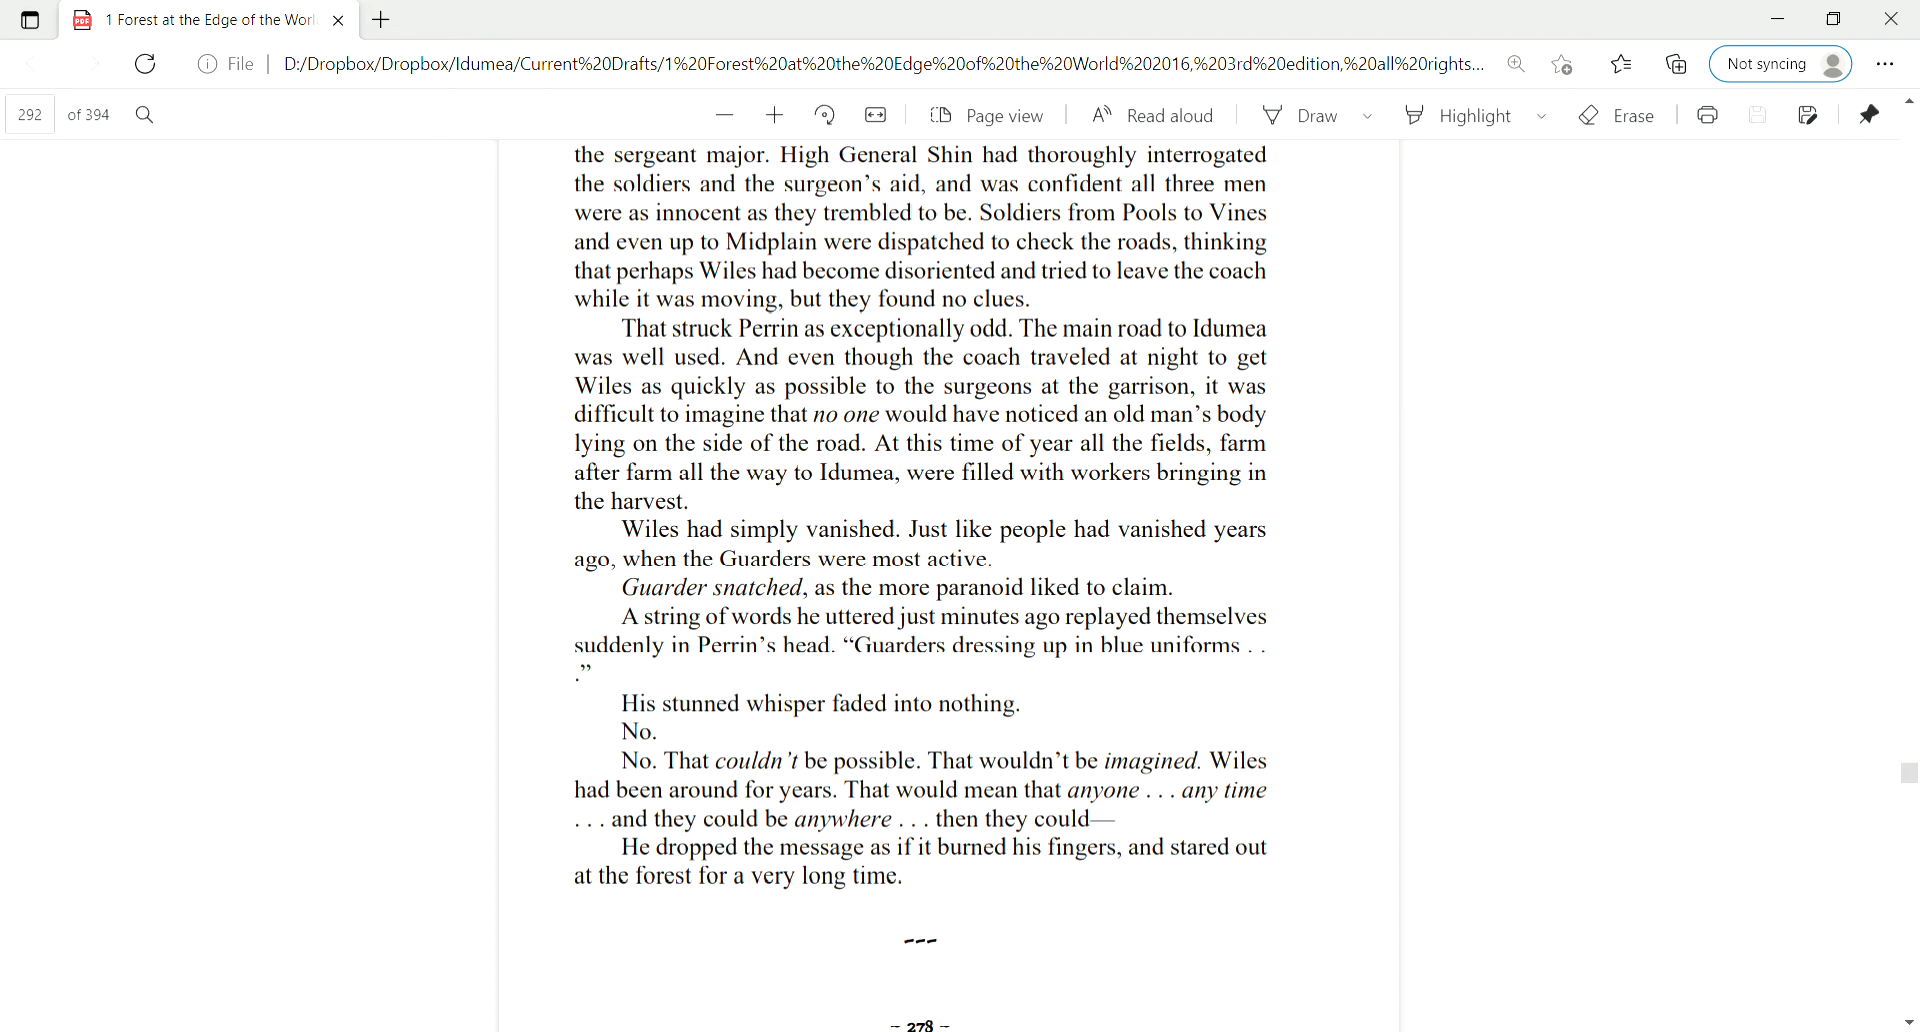 1 Forest at the Edge of the Worl
File
D:/Dropbox/Dropbox/Idumea/Current%20Drafts/1%20Forest%20at%20the%20Edge%20of%20the%20World%202016,%203rd%20edition,%20all%20rights...
Not syncing
292 of 394
Page view
Read aloud
Draw
Highlight
Erase
the sergeant major. High General Shin had thoroughly interrogated
the soldiers and the surgeon’s aid, and was confident all three men
were as innocent as they trembled to be. Soldiers from Pools to Vines
and even up to Midplain were dispatched to check the roads, thinking
that perhaps Wiles had become disoriented and tried to leave the coach
while it was moving, but they found no clues.
That struck Perrin as exceptionally odd. The main road to Idumea
was well used. And even though the coach traveled at night to get
Wiles as quickly as possible to the surgeons at the garrison, it was
difficult to imagine that no one would have noticed an old man’s body
lying on the side of the road. At this time of year all the fields, farm
after farm all the way to Idumea, were filled with workers bringing in
the harvest.
Wiles had simply vanished. Just like people had vanished years
ago, when the Guarders were most active.
Guarder snatched, as the more paranoid liked to claim.
A string of words he uttered just minutes ago replayed themselves
suddenly in Perrin’s head. “Guarders dressing up in blue uniforms . .
.”
His stunned whisper faded into nothing.
No.
No. That couldn’t be possible. That wouldn’t be imagined. Wiles
had been around for years. That would mean that anyone . . . any time
. . . and they could be anywhere . . . then they could—
He dropped the message as if it burned his fingers, and stared out
at the forest for a very long time.
---
~ 278 ~